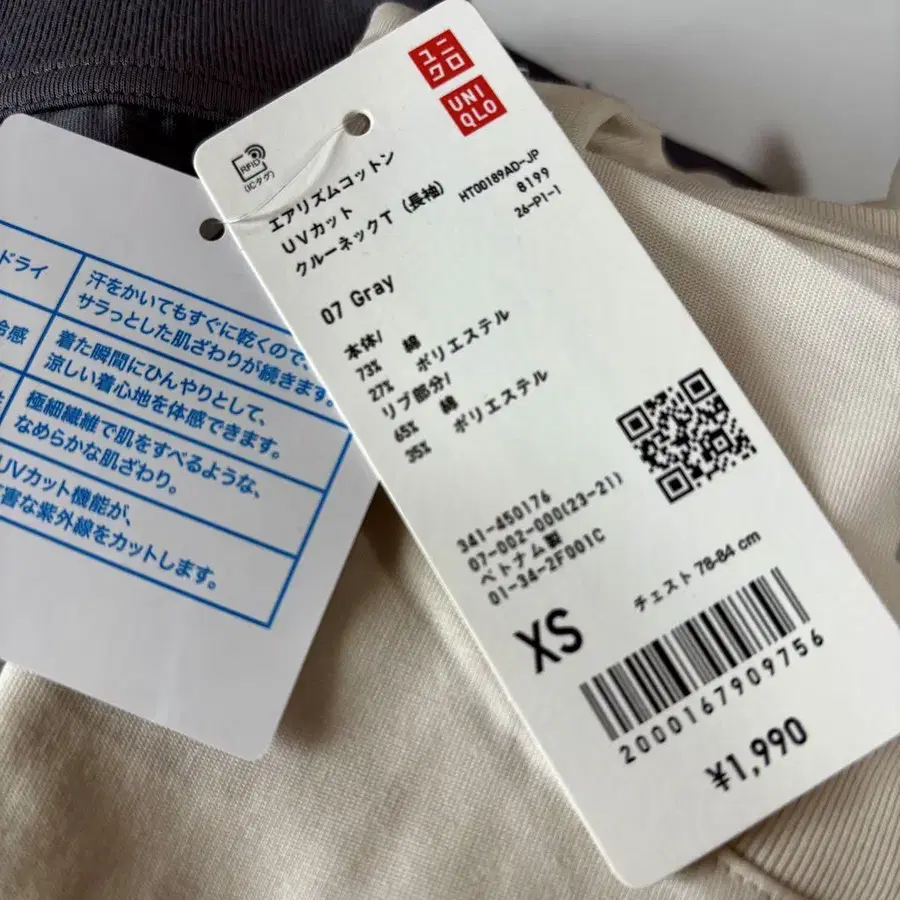 ユニ
クロ
UNI
QLO
RFID
(ICタグ)
エアリズムコットン
UVカット
クルーネックT (長袖)
HT00189AD-JP
8199
26-P1-1
07 Gray
本体/
73% 綿
27% ポリエステル
リブ部分/
65% 綿
35% ポリエステル
341-450176
07-002-000(23-21)
ベトナム製
01-34-2F001C
XS
チェスト 78-84 cm
2000167909756
¥1,990
ドライ
汗をかいてもすぐに乾くので、
サラっとした肌ざわりが続きます。
冷感
着た瞬間にひんやりとして、
涼しい着心地を体感できます。
極細繊維で肌をすべるような、
なめらかな肌ざわり。
UVカット機能が、
害な紫外線をカットします。